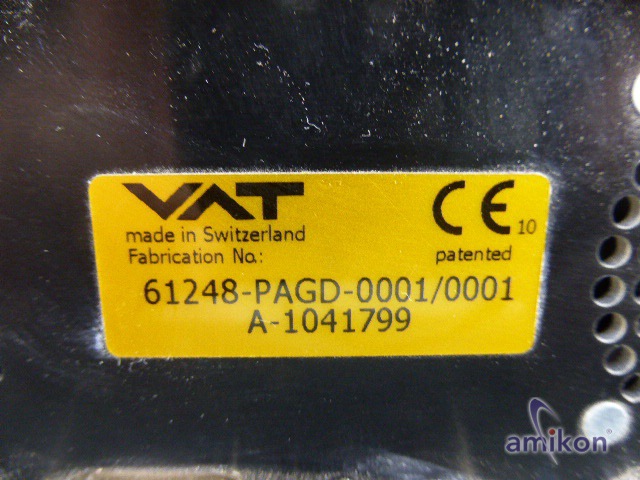 VAT
CE 10
made in Switzerland
patented
Fabrication No.:
61248-PAGD-0001/0001
A-1041799
amikon